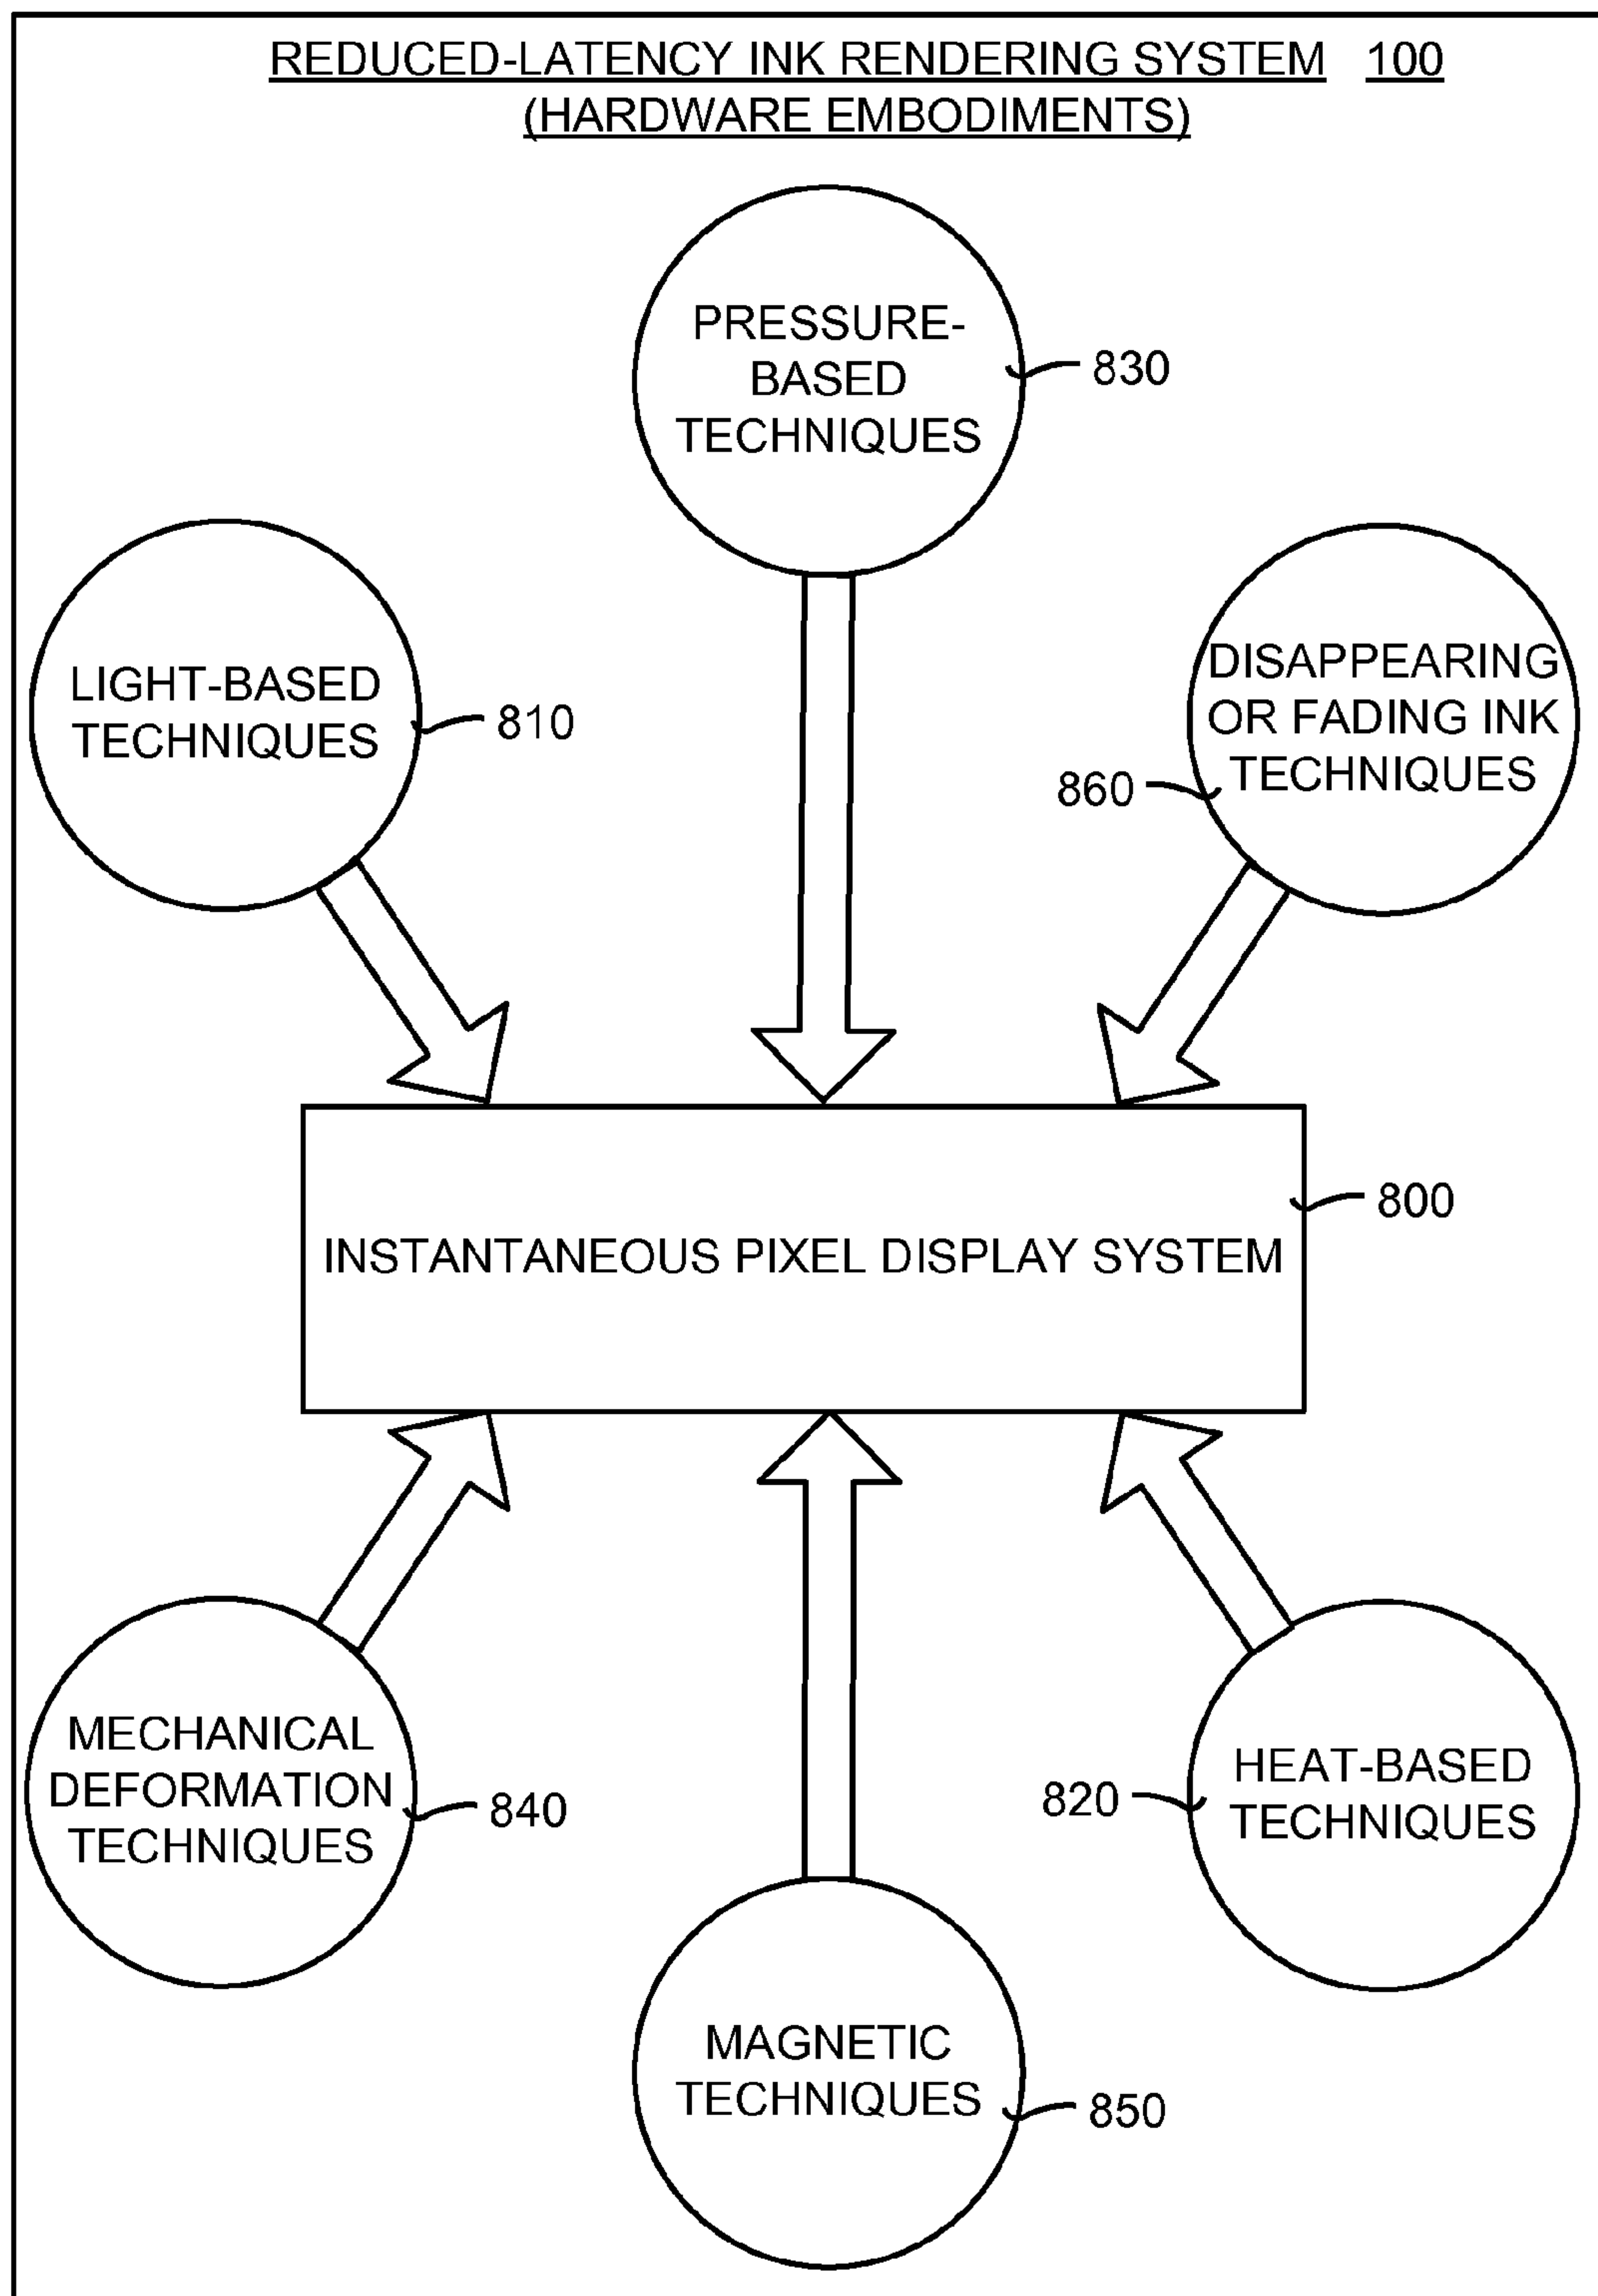 REDUCED-LATENCY INK RENDERING SYSTEM 100
(HARDWARE EMBODIMENTS)
PRESSURE-
BASED
TECHNIQUES
830
LIGHT-BASED
TECHNIQUES
810
DISAPPEARING
OR FADING INK
TECHNIQUES
860
INSTANTANEOUS PIXEL DISPLAY SYSTEM
800
MECHANICAL
DEFORMATION
TECHNIQUES
840
HEAT-BASED
TECHNIQUES
820
MAGNETIC
TECHNIQUES
850